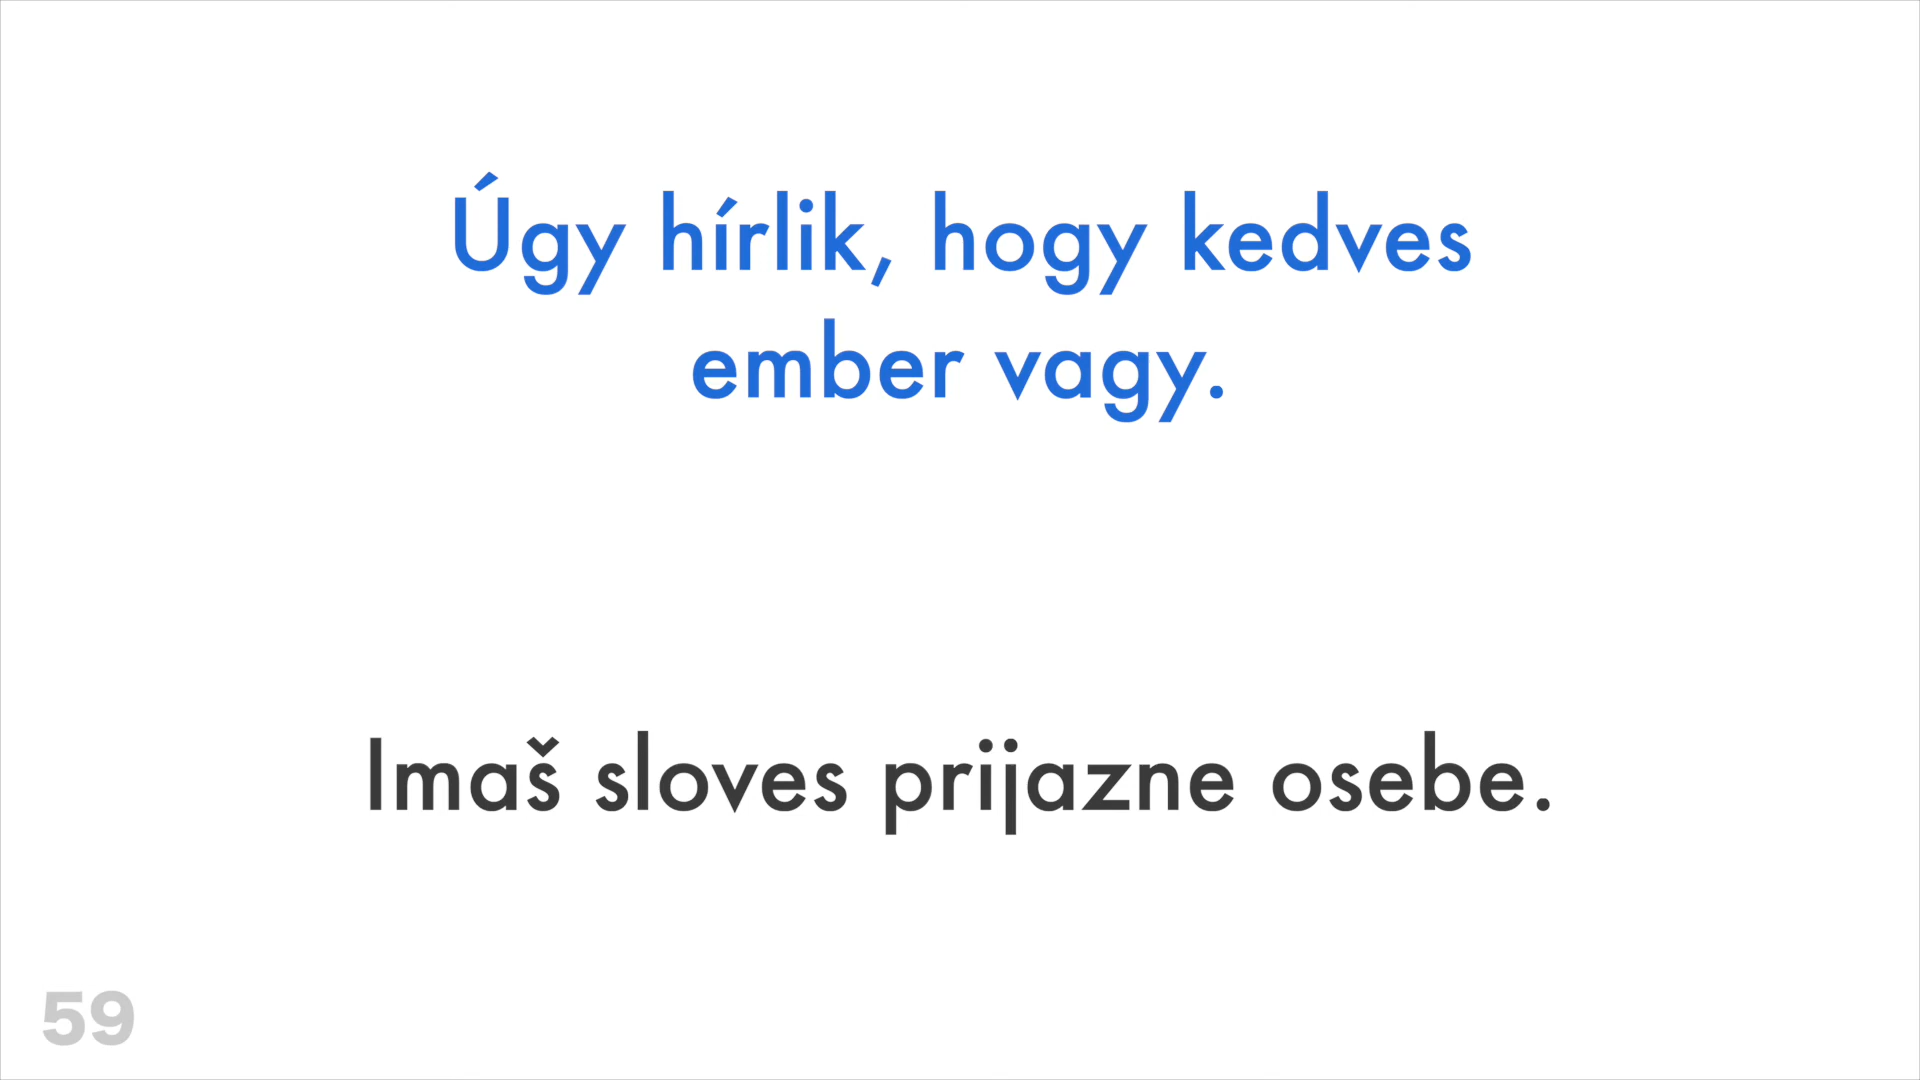 Úgy hírlik, hogy kedves
ember vagy.
Imaš sloves prijazne osebe.
59